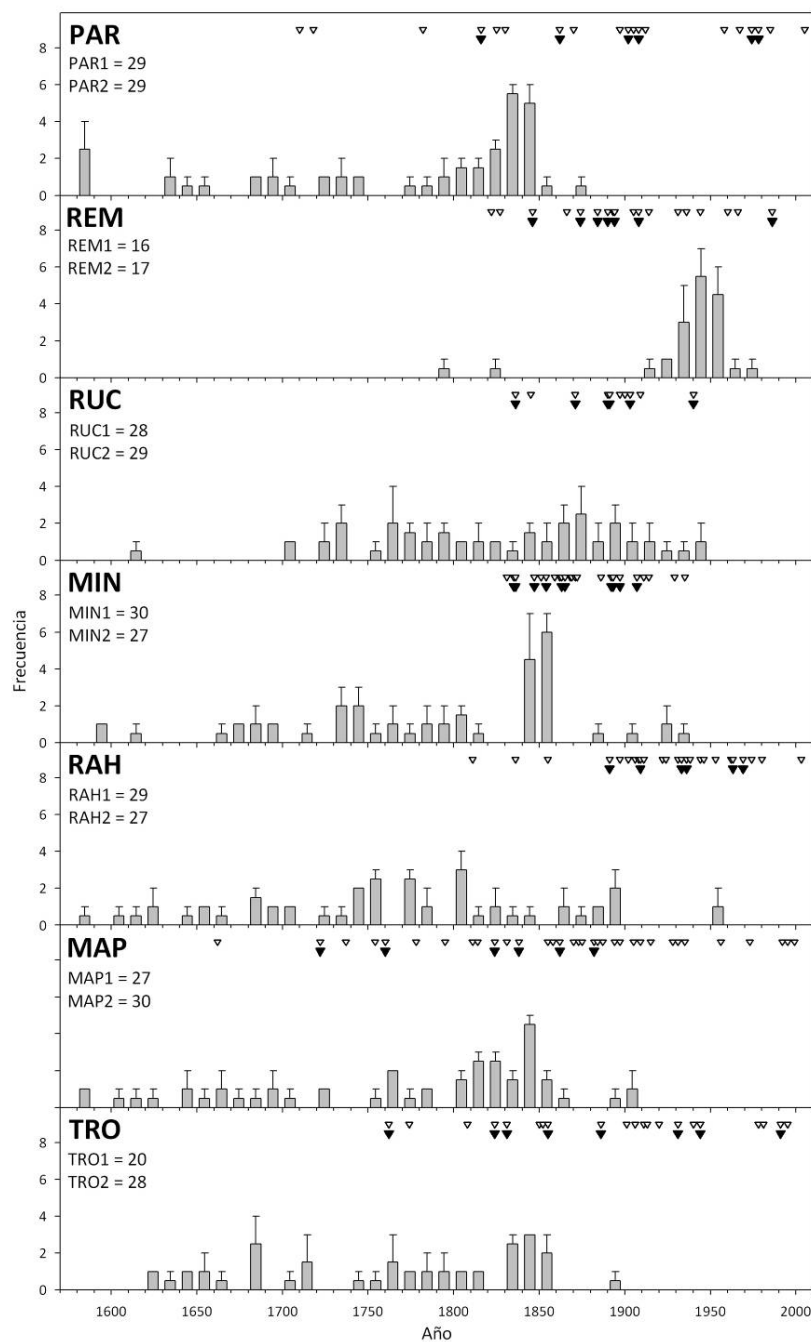 PAR
PAR1 = 29
PAR2 = 29
8
6
4
2
0
REM
REM1 = 16
REM2 = 17
8
6
4
2
0
RUC
RUC1 = 28
RUC2 = 29
8
6
4
2
0
MIN
MIN1 = 30
MIN2 = 27
8
6
4
2
0
Frecuencia
RAH
RAH1 = 29
RAH2 = 27
8
6
4
2
0
MAP
MAP1 = 27
MAP2 = 30
TRO
TRO1 = 20
TRO2 = 28
8
6
4
2
0
1600 1650 1700 1750 1800 1850 1900 1950 2000
Año